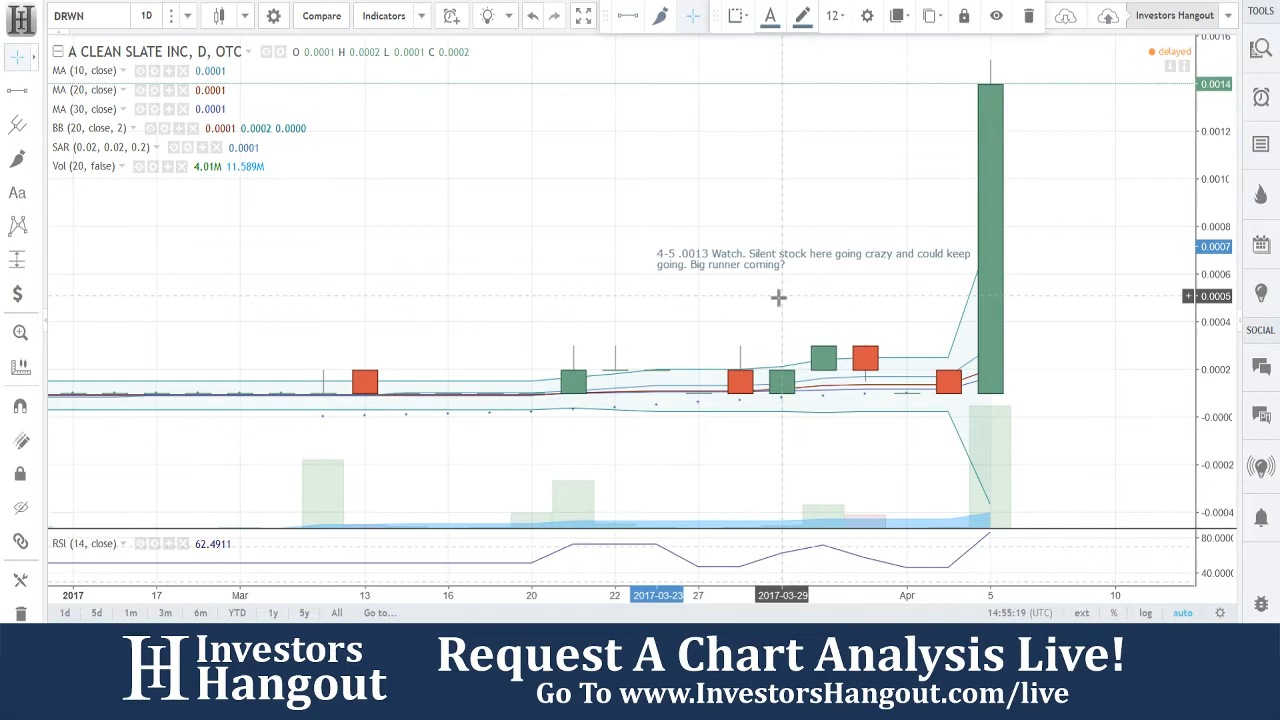 DRWN
1D
Compare
Indicators
12
Investors Hangout
TOOLS
A CLEAN SLATE INC, D, OTC
O 0.0001 H 0.0002 L 0.0001 C 0.0002
delayed
MA (10, close) 0.0001
MA (20, close) 0.0001
MA (30, close) 0.0001
BB (20, close, 2) 0.0001 0.0002 0.0000
SAR (0.02, 0.02, 0.2) 0.0001
Vol (20, false) 4.01M 11.589M
Aa
$
4-5 .0013 Watch. Silent stock here going crazy and could keep
going. Big runner coming?
0.0016
0.0014
0.0012
0.0010
0.0008
0.0007
0.0006
0.0005
0.0004
0.0002
-0.0000
-0.0002
-0.0004
SOCIAL
RSI (14, close) 62.4911
80.0000
40.0000
2017 17 Mar 13 16 20 22 2017-03-23 27 2017-03-29 Apr 5 10
1d 5d 1m 3m 6m YTD 1y 5y All Go to... 14:55:19 (UTC) ext % log auto
Investors
Hangout
Request A Chart Analysis Live!
Go To www.InvestorsHangout.com/live